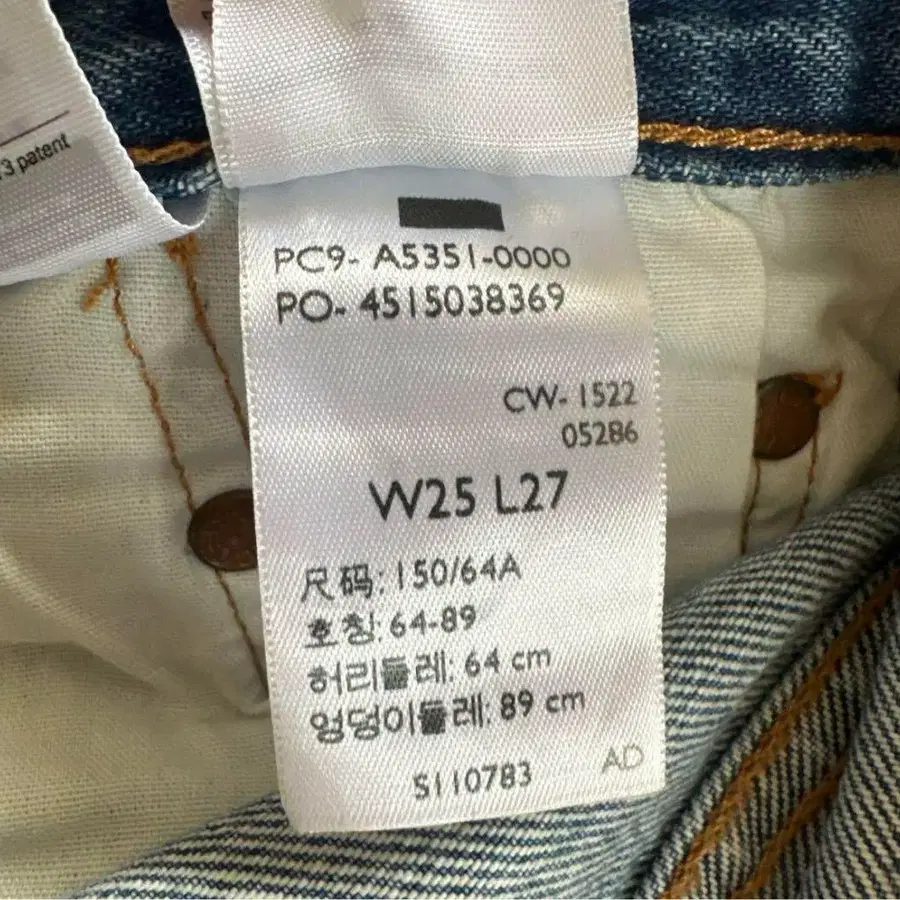 3 patent
PC9- A5351-0000
PO- 4515038369
CW- 1522
05286
W25 L27
尺码: 150/64A
호칭: 64-89
허리둘레: 64 cm
엉덩이둘레: 89 cm
S110783
AD